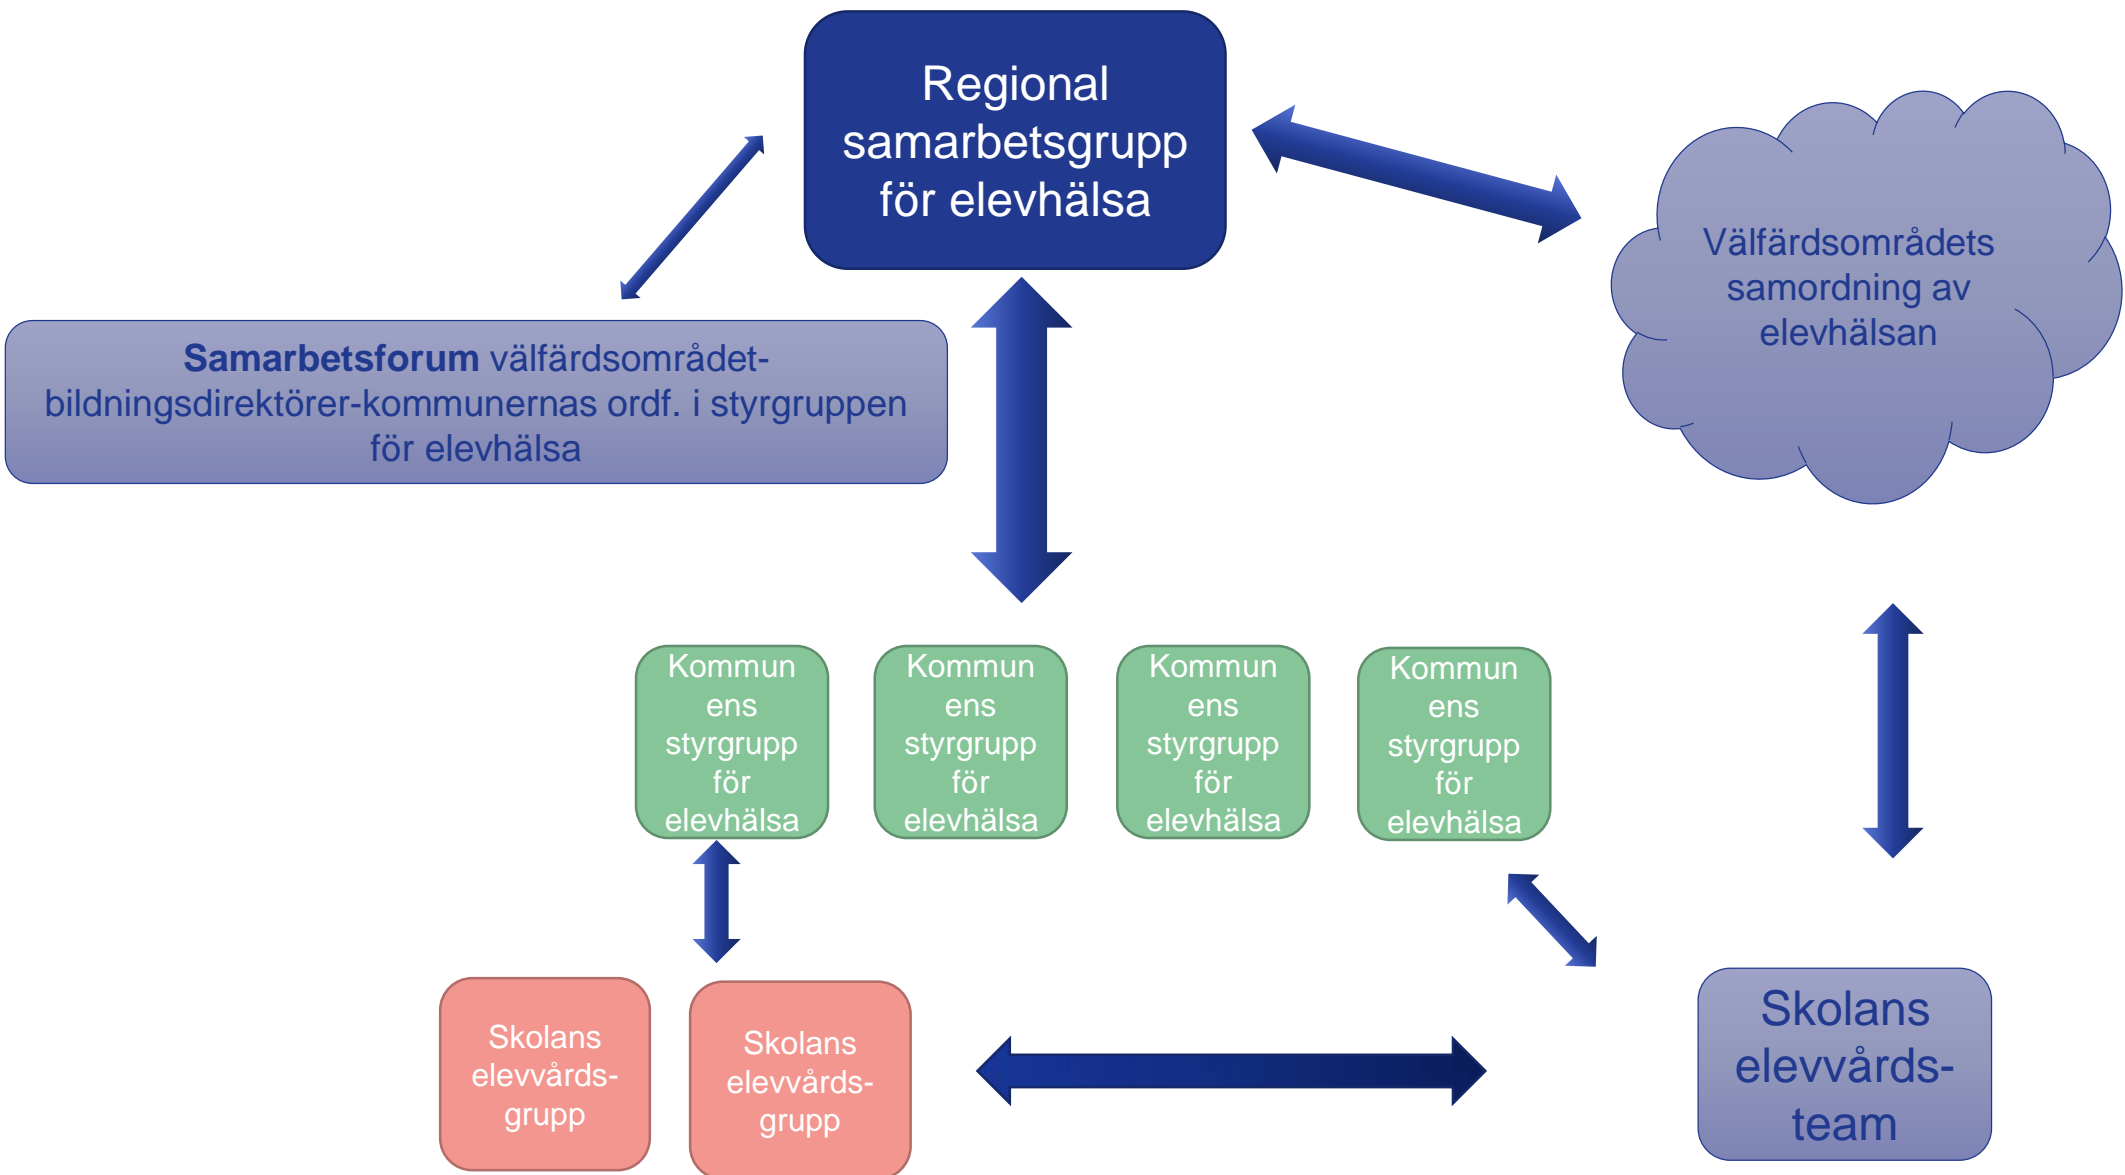 Regional
samarbetsgrupp
för elevhälsa
Välfärdsområdets
samordning av
elevhälsan
Samarbetsforum välfärdsområdet-
bildningsdirektörer-kommunernas ordf. i styrgruppen
för elevhälsa
Kommun
ens
styrgrupp
för
elevhälsa
Kommun
ens
styrgrupp
för
elevhälsa
Kommun
ens
styrgrupp
för
elevhälsa
Kommun
ens
styrgrupp
för
elevhälsa
Skolans
elevvårds-
grupp
Skolans
elevvårds-
grupp
Skolans
elevvårds-
team